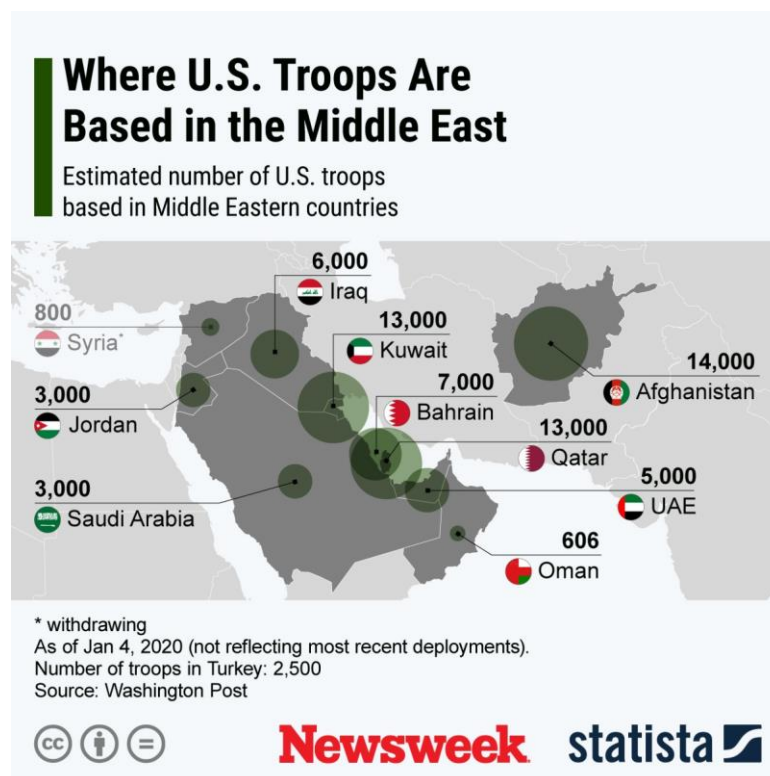 Where U.S. Troops Are
Based in the Middle East
Estimated number of U.S. troops
based in Middle Eastern countries
6,000
Iraq
800
Syria*
13,000
Kuwait
14,000
Afghanistan
3,000
Jordan
7,000
Bahrain
13,000
Qatar
3,000
Saudi Arabia
5,000
UAE
606
Oman
* withdrawing
As of Jan 4, 2020 (not reflecting most recent deployments).
Number of troops in Turkey: 2,500
Source: Washington Post
cc
Newsweek
statista